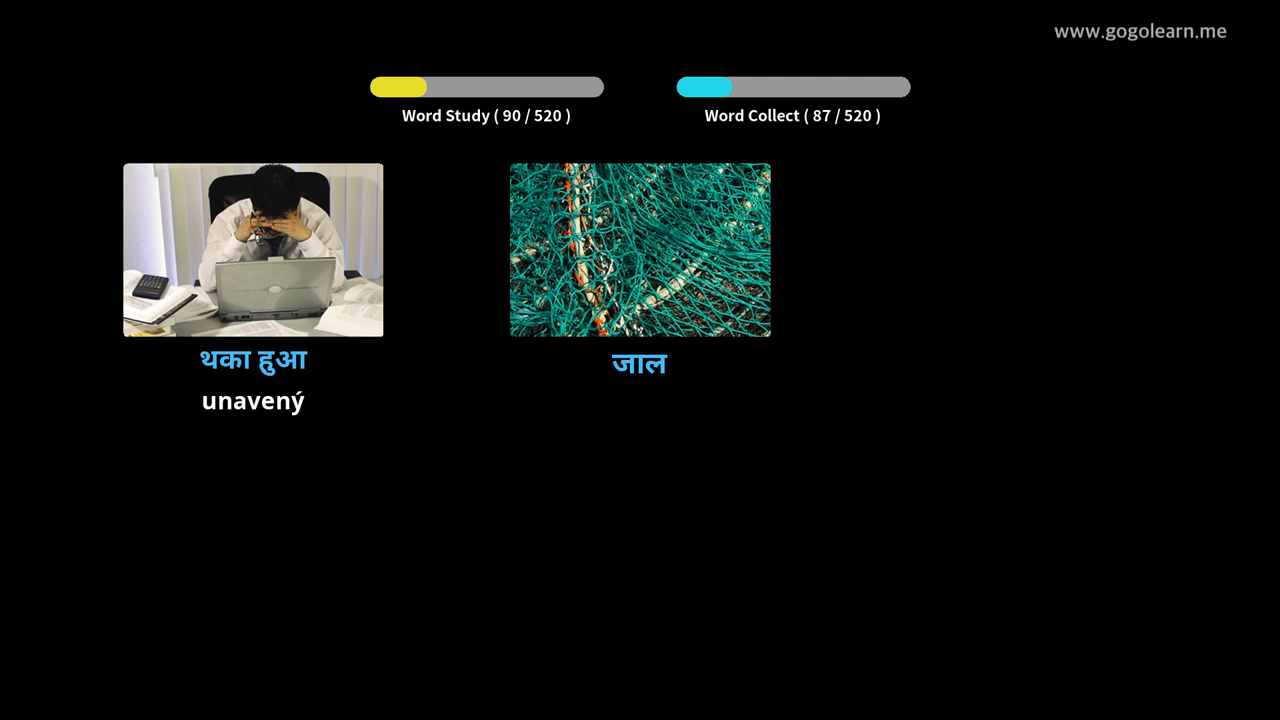 www.gogolearn.me
Word Study ( 90 / 520 )
Word Collect ( 87 / 520 )
थका हुआ
जाल
unavený